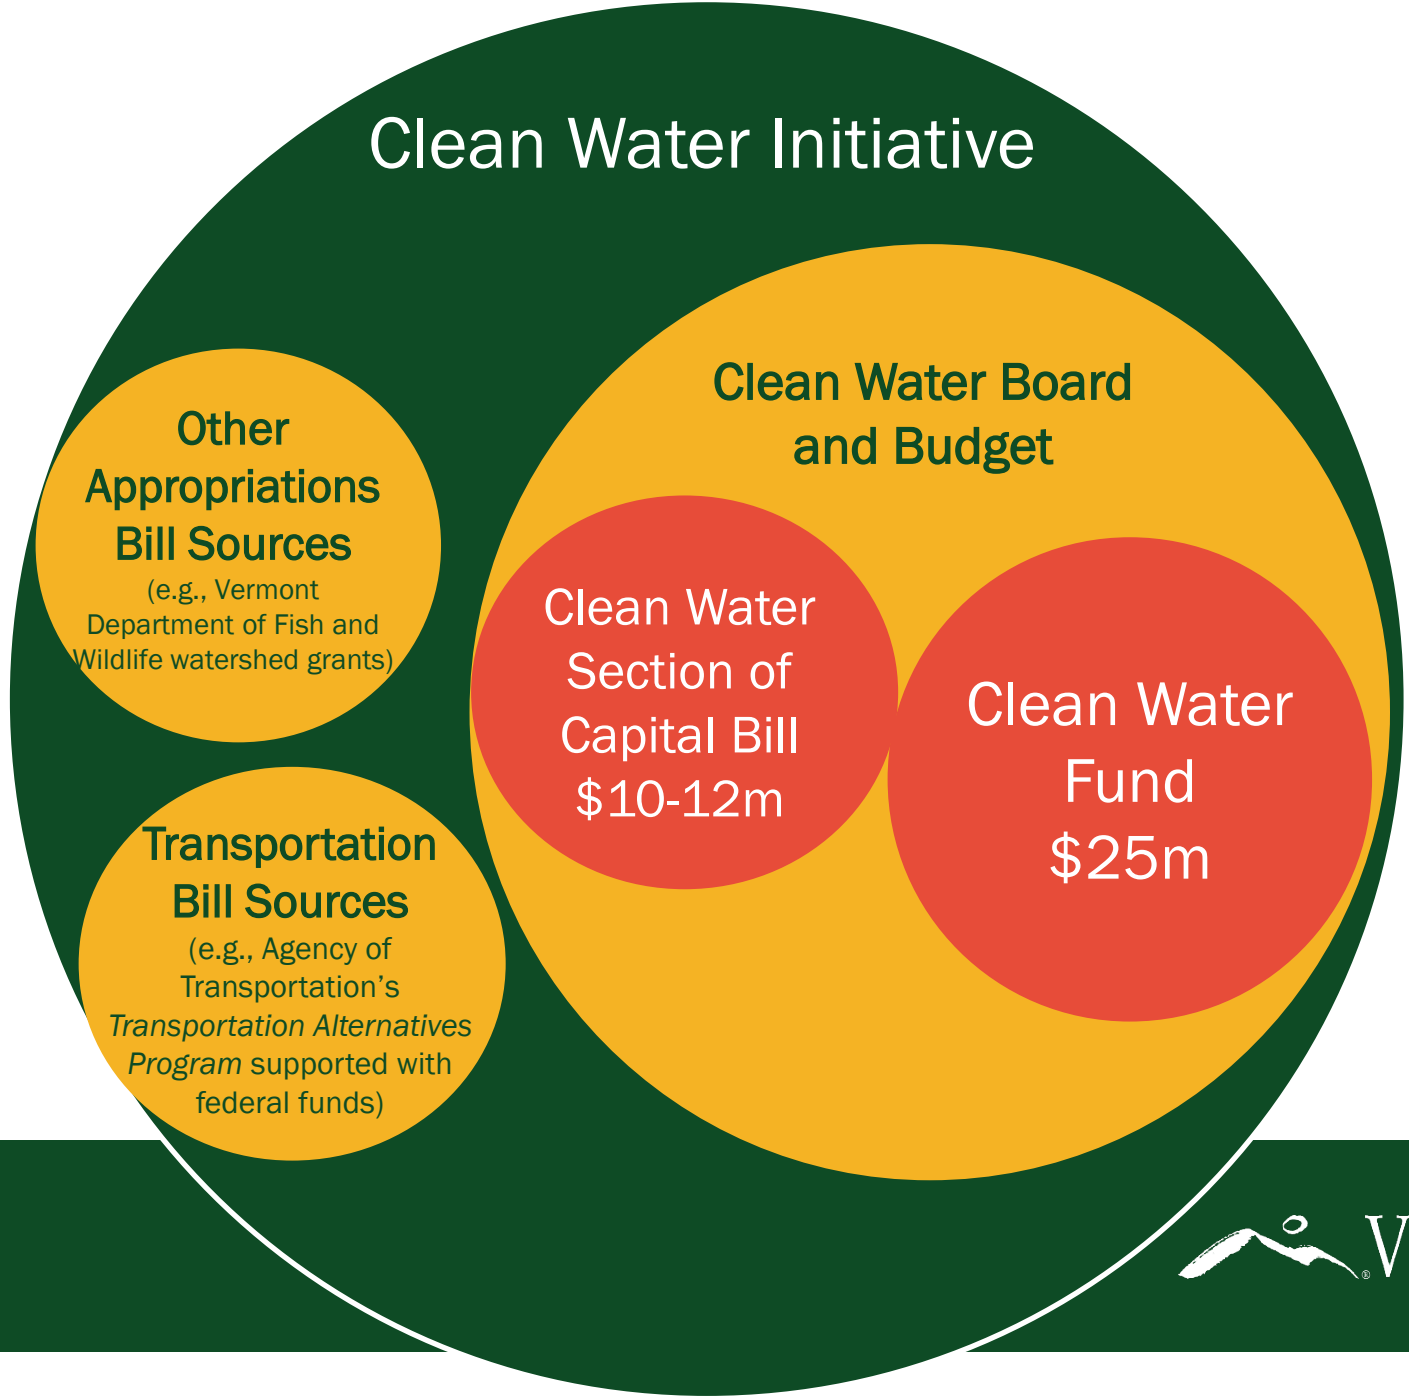 Clean Water Initiative
Clean Water Board
and Budget
Other
Appropriations
Bill Sources
(e.g., Vermont
Department of Fish and
Wildlife watershed grants)
Clean Water
Section of
Capital Bill
$10-12m
Clean Water
Fund
$25m
Transportation
Bill Sources
(e.g., Agency of
Transportation’s
Transportation Alternatives
Program supported with
federal funds)
®V